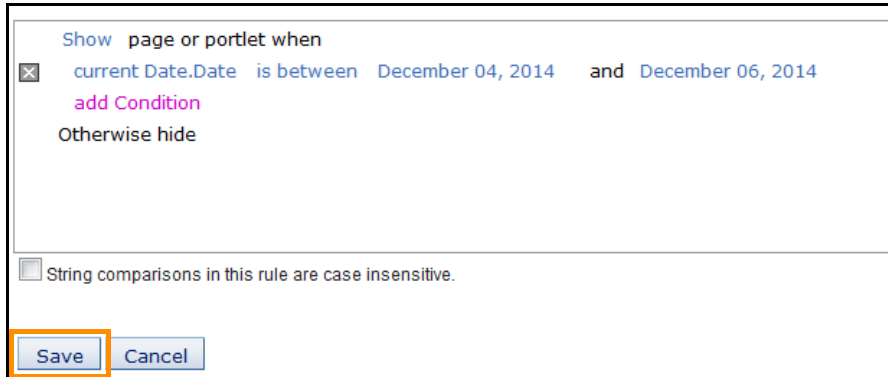 Show page or portlet when
current Date.Date is between December 04, 2014 and December 06, 2014
add Condition
Otherwise hide
String comparisons in this rule are case insensitive.
Save Cancel